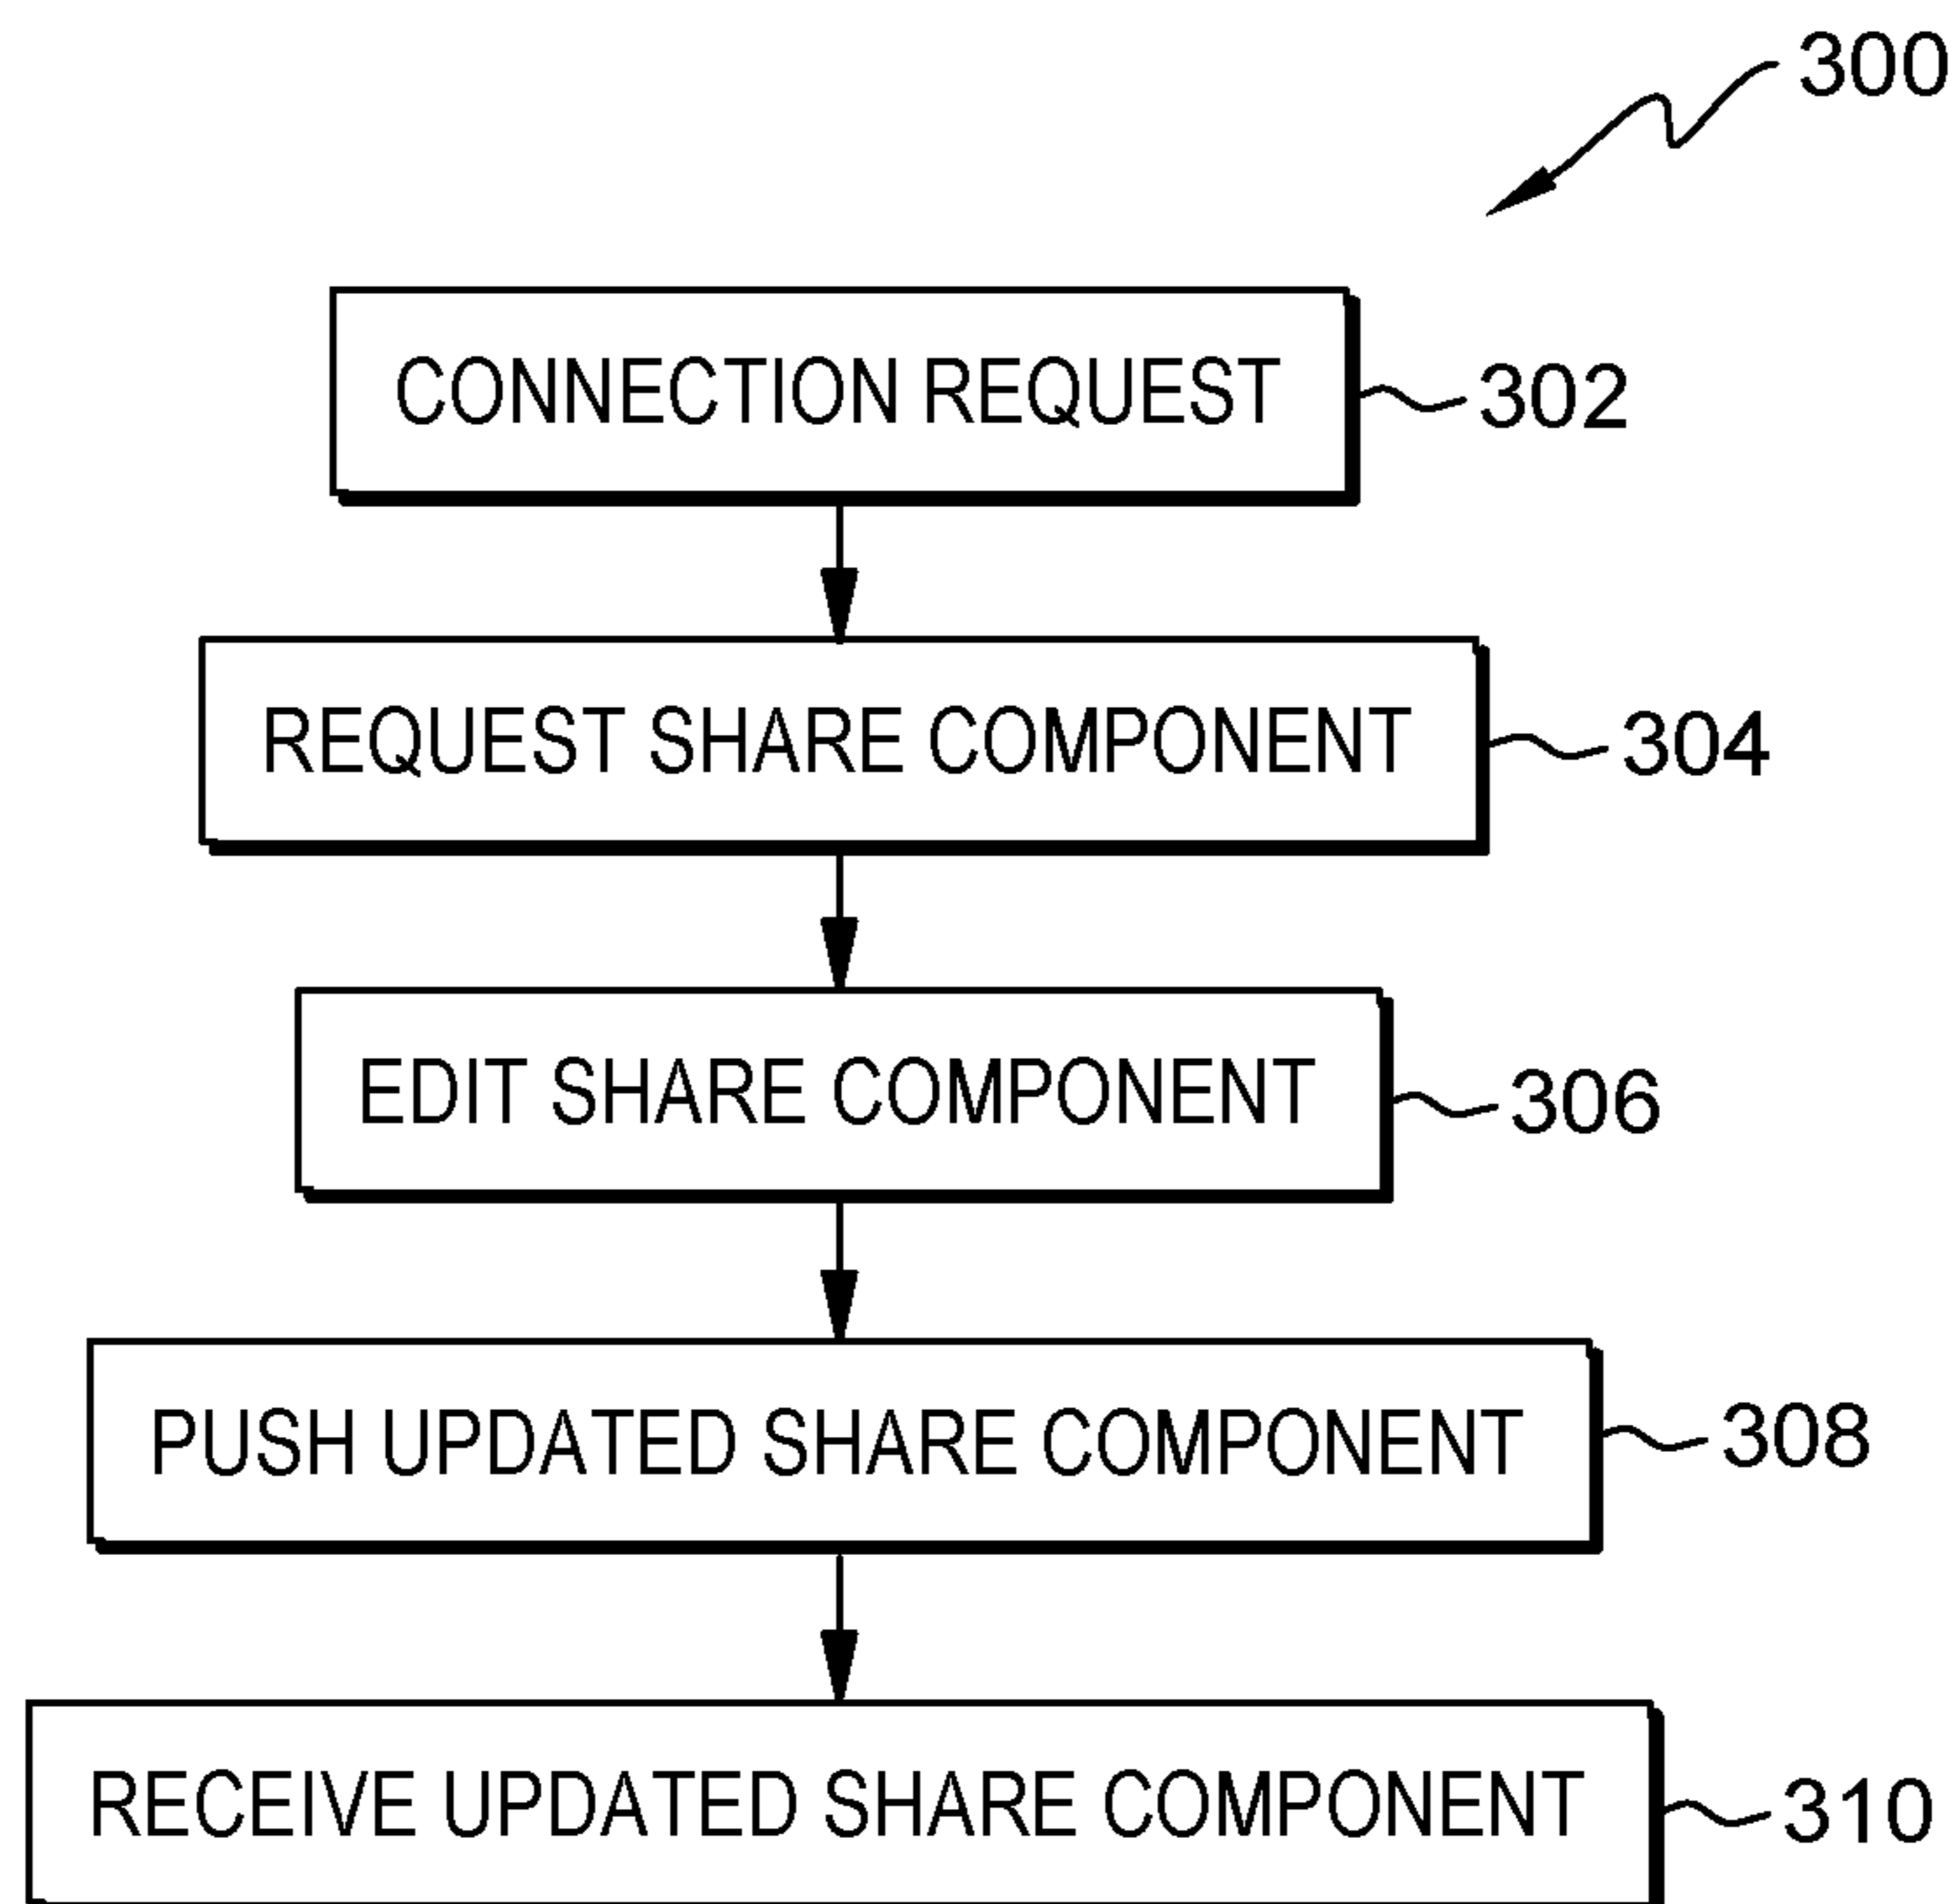 300
CONNECTION REQUEST 302
REQUEST SHARE COMPONENT 304
EDIT SHARE COMPONENT 306
PUSH UPDATED SHARE COMPONENT 308
RECEIVE UPDATED SHARE COMPONENT 310